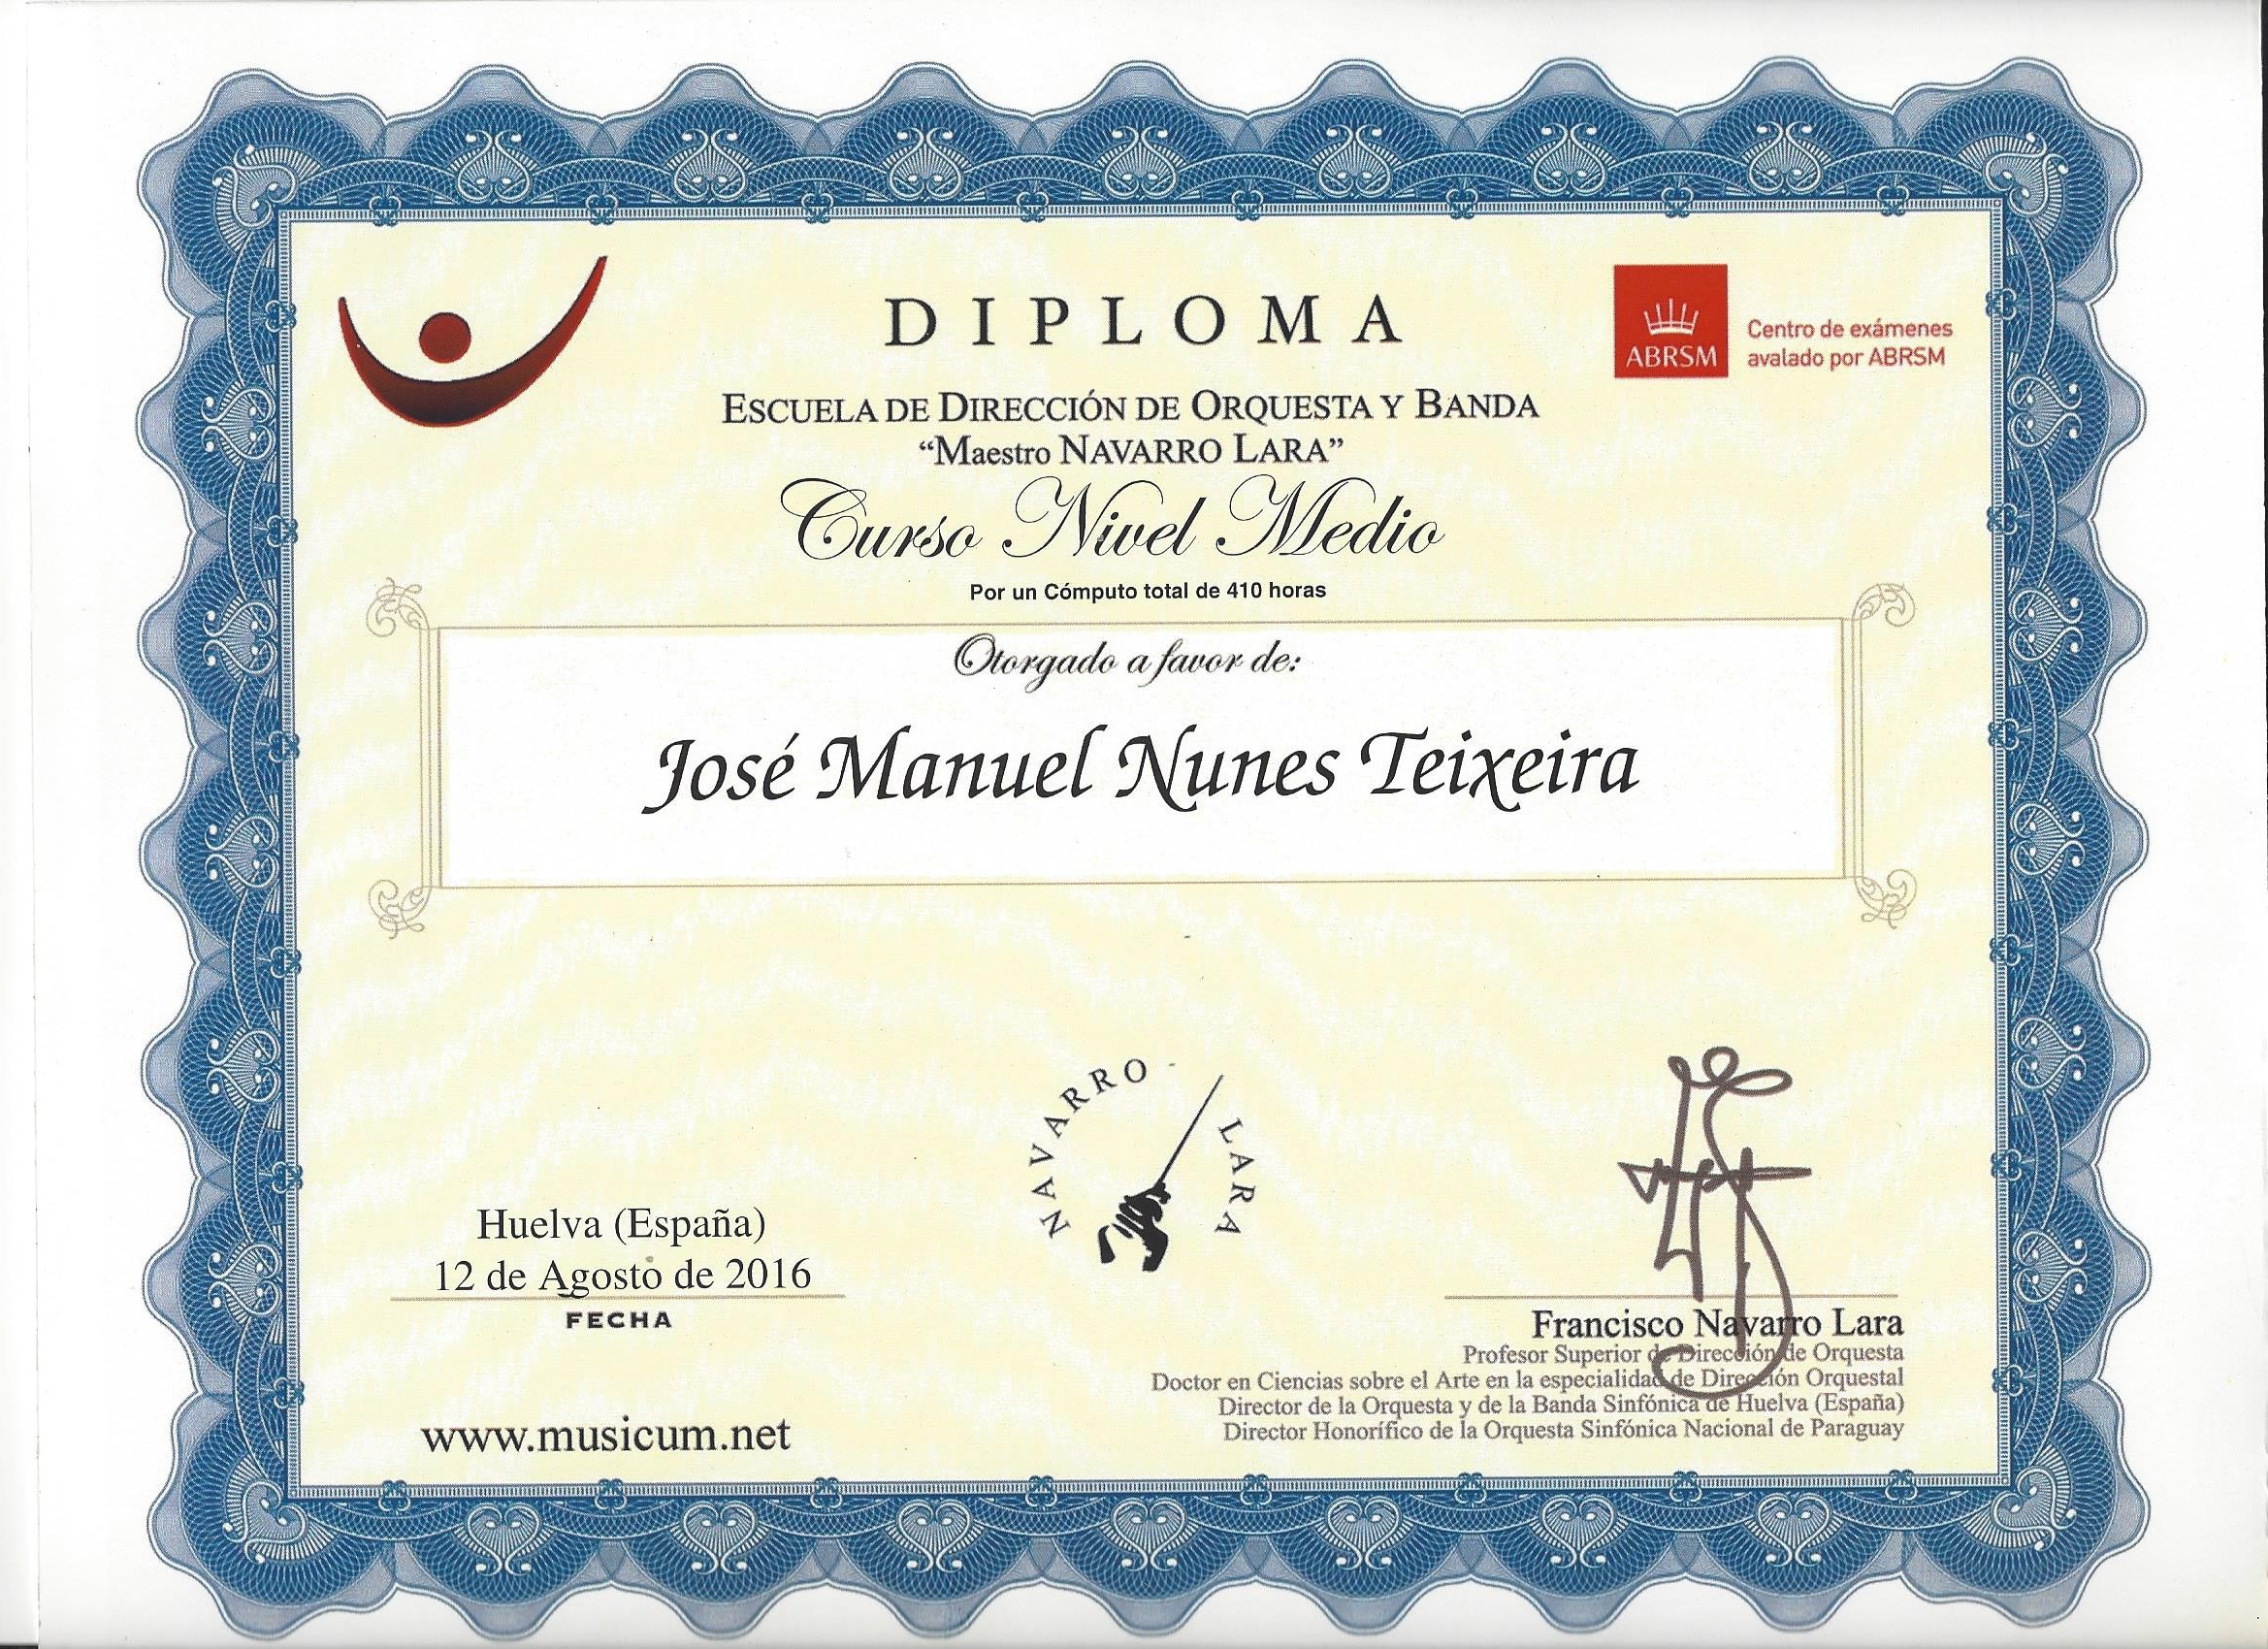 DIPLOMA
ABRSM
Centro de exámenes
avalado por ABRSM
ESCUELA DE DIRECCIÓN DE ORQUESTA Y BANDA
“Maestro NAVARRO LARA”
Curso Nivel Medio
Por un Cómputo total de 410 horas
Otorgado a favor de:
José Manuel Nunes Teixeira
NAVARRO LARA
Huelva (España)
12 de Agosto de 2016
FECHA
Francisco Navarro Lara
Profesor Superior de Dirección de Orquesta
Doctor en Ciencias sobre el Arte en la especialidad de Dirección Orquestal
Director de la Orquesta y de la Banda Sinfónica de Huelva (España)
Director Honorífico de la Orquesta Sinfónica Nacional de Paraguay
www.musicum.net